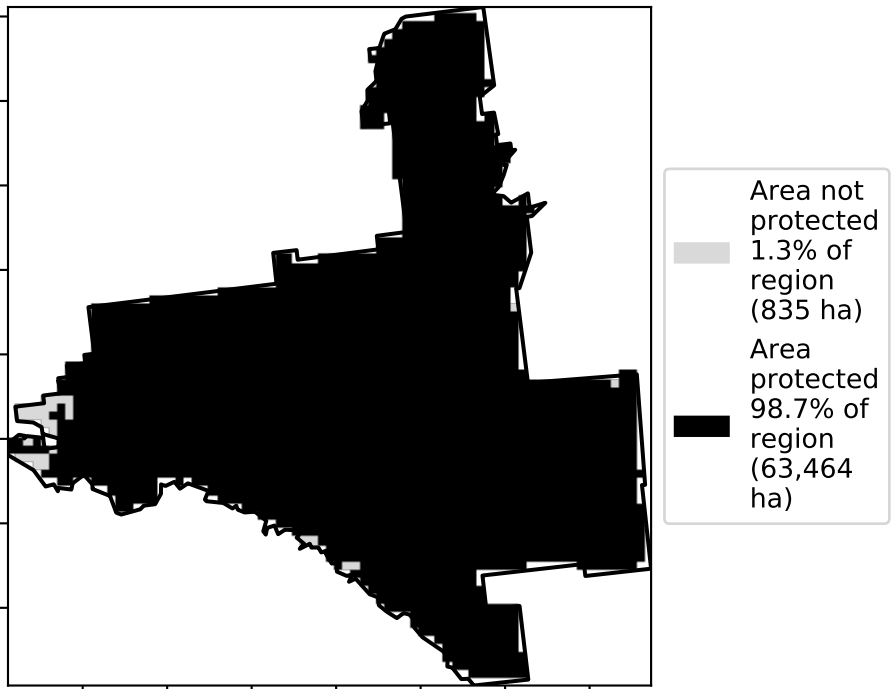 Area not
protected
1.3% of
region
(835 ha)
Area
protected
98.7% of
region
(63,464
ha)